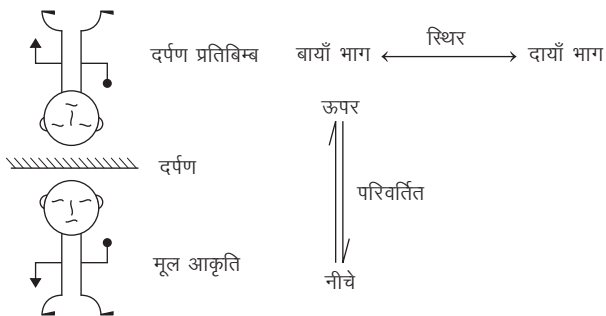 दर्पण प्रतिबिम्ब
बायाँ भाग स्थिर दायाँ भाग
ऊपर
दर्पण
परिवर्तित
मूल आकृति
नीचे